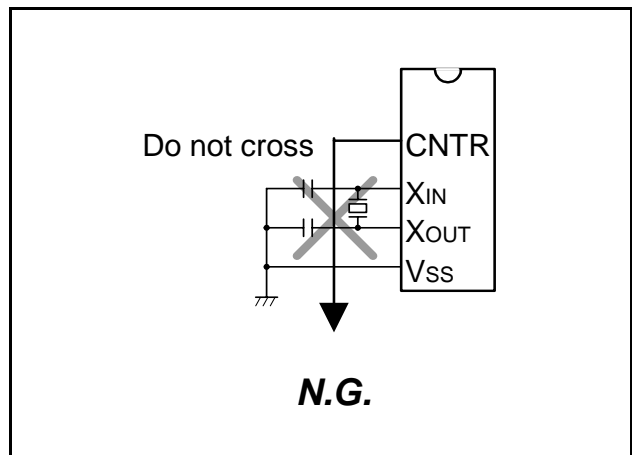 Do not cross
CNTR
XIN
XOUT
VSS
N.G.